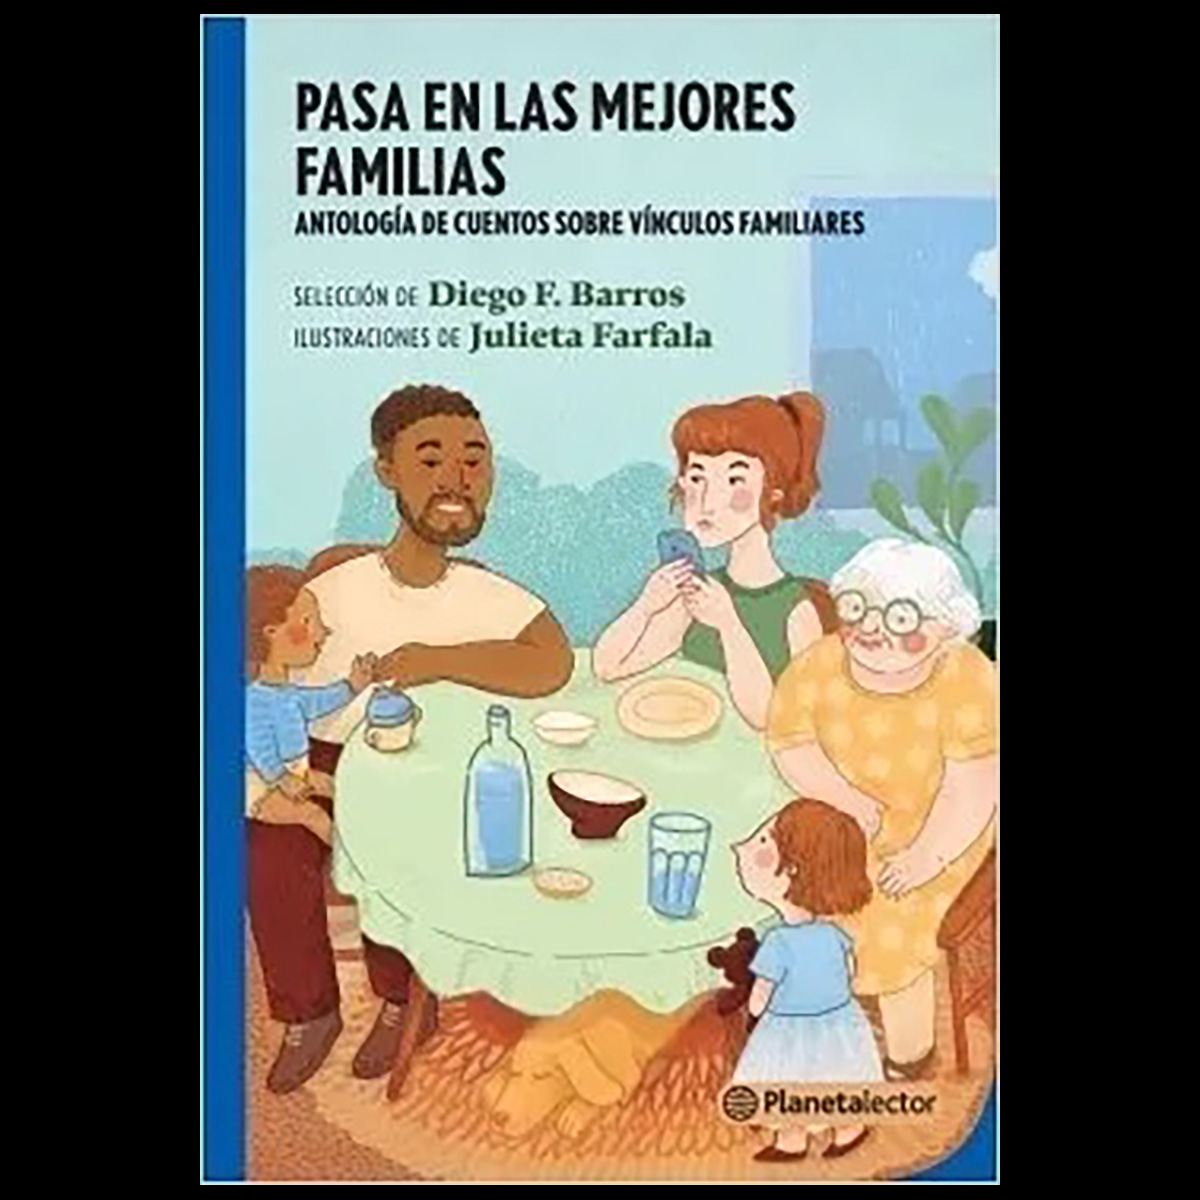 PASA EN LAS MEJORES
FAMILIAS
ANTOLOGÍA DE CUENTOS SOBRE VÍNCULOS FAMILIARES
SELECCIÓN DE Diego F. Barros
ILUSTRACIONES DE Julieta Farfala
Planetalector